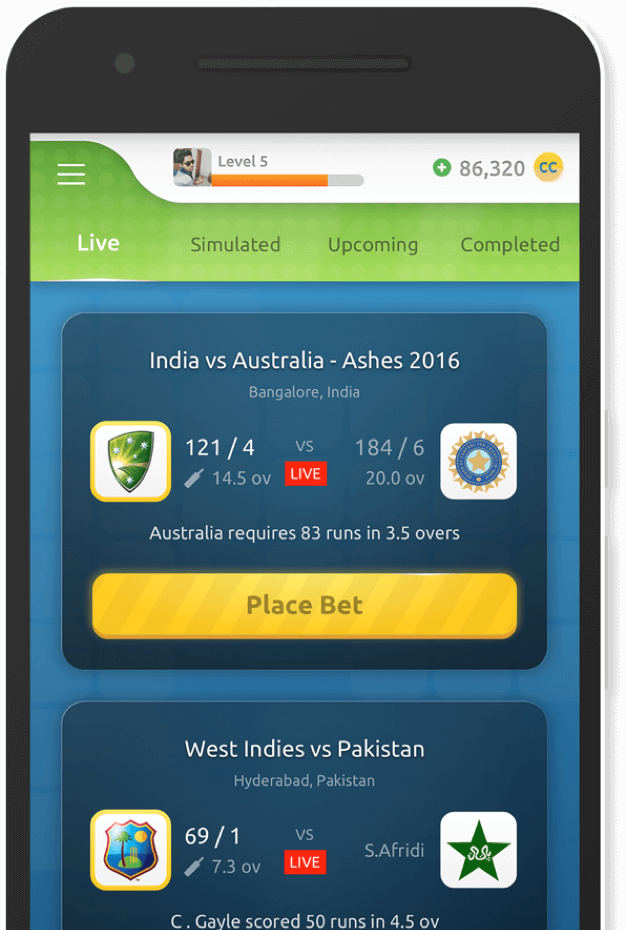 Level 5
86,320 CC
Live Simulated Upcoming Completed
India vs Australia - Ashes 2016
Bangalore, India
121 / 4 VS 184 / 6
14.5 ov LIVE 20.0 ov
Australia requires 83 runs in 3.5 overs
Place Bet
West Indies vs Pakistan
Hyderabad, Pakistan
69 / 1 VS
S.Afridi
7.3 ov LIVE
C . Gayle scored 50 runs in 4.5 ov